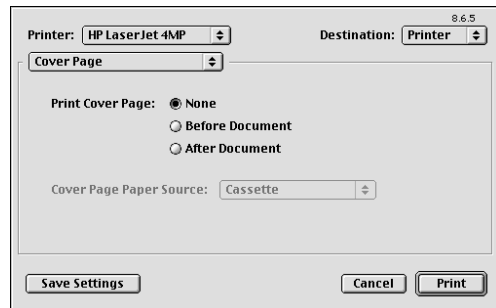 8.6.5
Printer: HP LaserJet 4MP Destination: Printer
Cover Page
Print Cover Page: None
Before Document
After Document
Cover Page Paper Source: Cassette
Save Settings Cancel Print